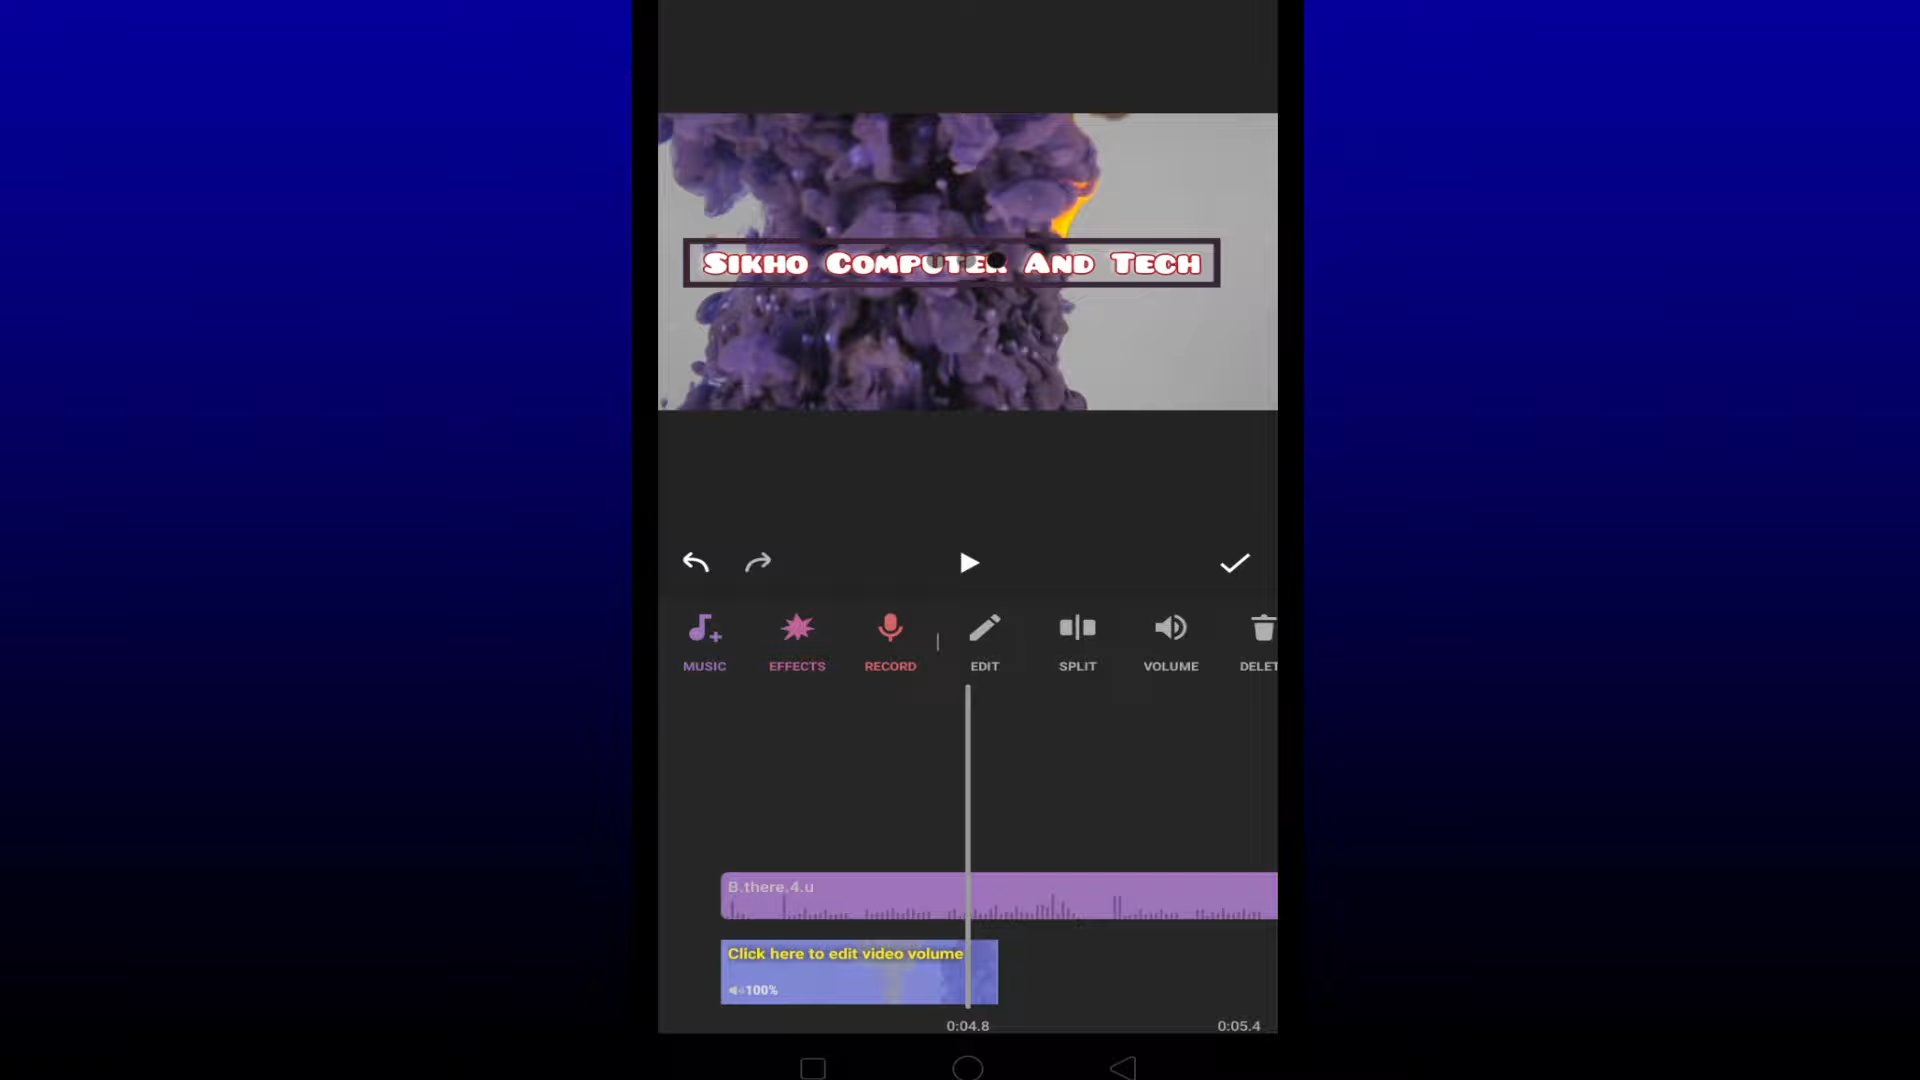 Sikho Computer And Tech
MUSIC EFFECTS RECORD EDIT SPLIT VOLUME DELET
B.there.4.u
Click here to edit video volume
100%
0:04.8 0:05.4